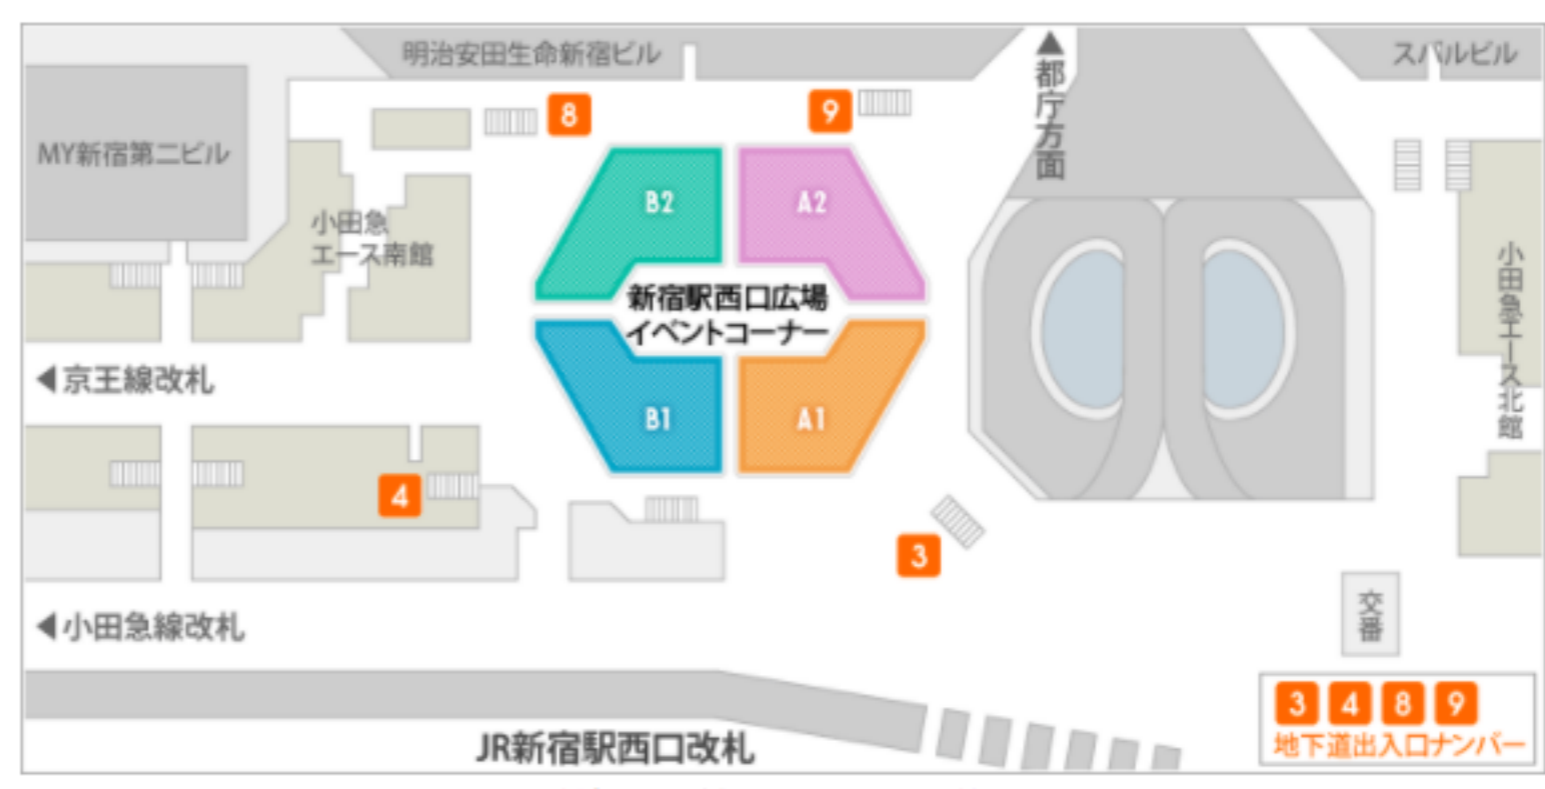 明治安田生命新宿ビル
▲都庁方面
スバルビル
8
9
MY新宿第二ビル
B2
A2
小田急
エース南館
小田急エース北館
新宿駅西口広場
イベントコーナー
◀京王線改札
B1
A1
4
3
交番
◀小田急線改札
3 4 8 9
地下道出入口ナンバー
JR新宿駅西口改札